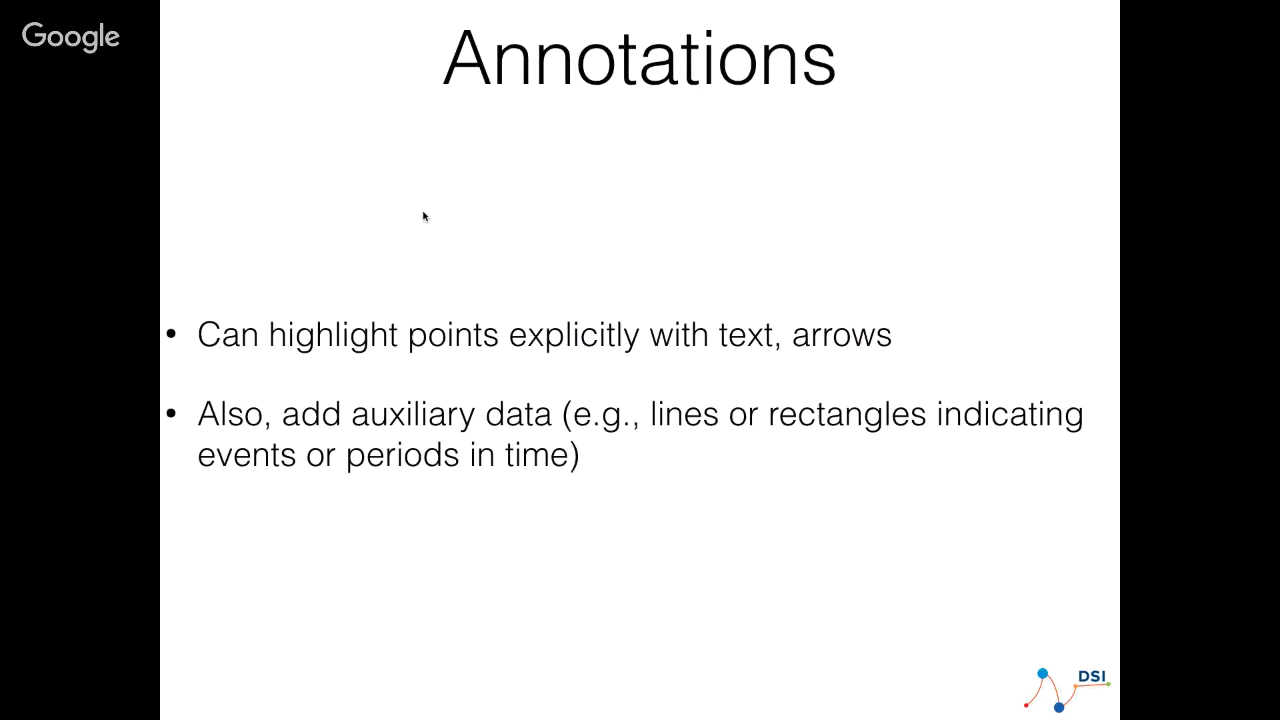 Google
Annotations
• Can highlight points explicitly with text, arrows
• Also, add auxiliary data (e.g., lines or rectangles indicating
events or periods in time)
DSI